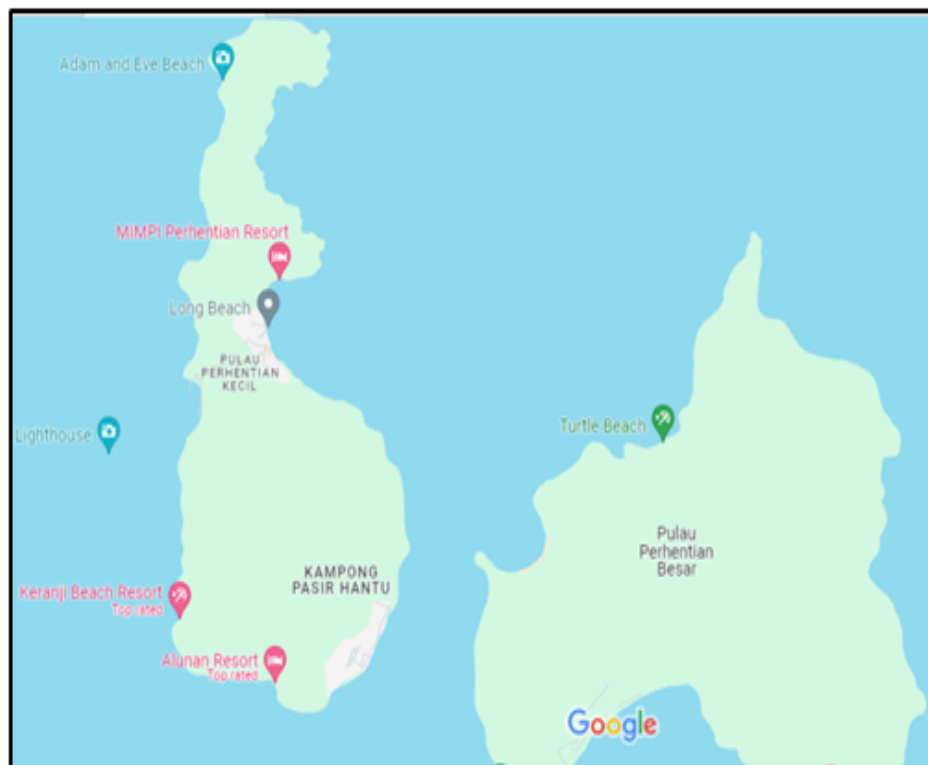 Adam and Eve Beach
MIMPI Perhentian Resort
Long Beach
PULAU
PERHENTIAN
KECIL
Lighthouse
Turtle Beach
Pulau
Perhentian
Besar
KAMPONG
PASIR HANTU
Keranji Beach Resort
Top rated
Alunan Resort
Top rated
Google